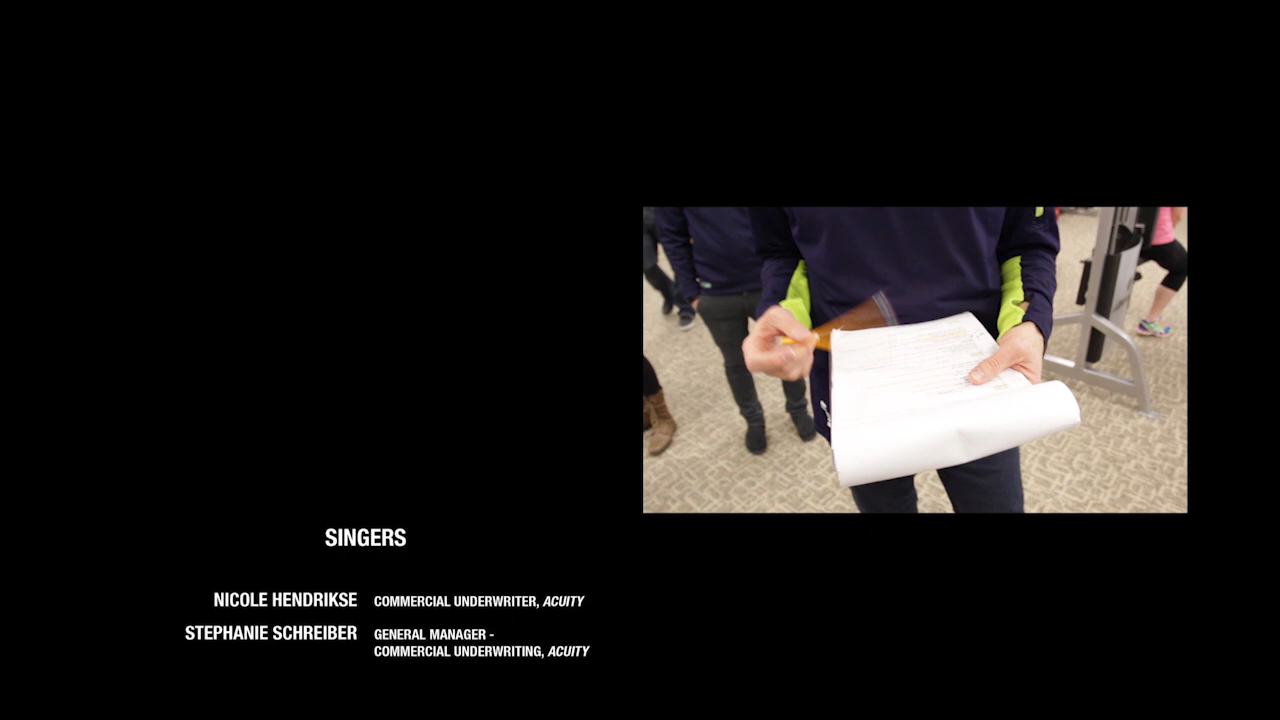 SINGERS
NICOLE HENDRIKSE COMMERCIAL UNDERWRITER, ACUITY
STEPHANIE SCHREIBER GENERAL MANAGER -
COMMERCIAL UNDERWRITING, ACUITY